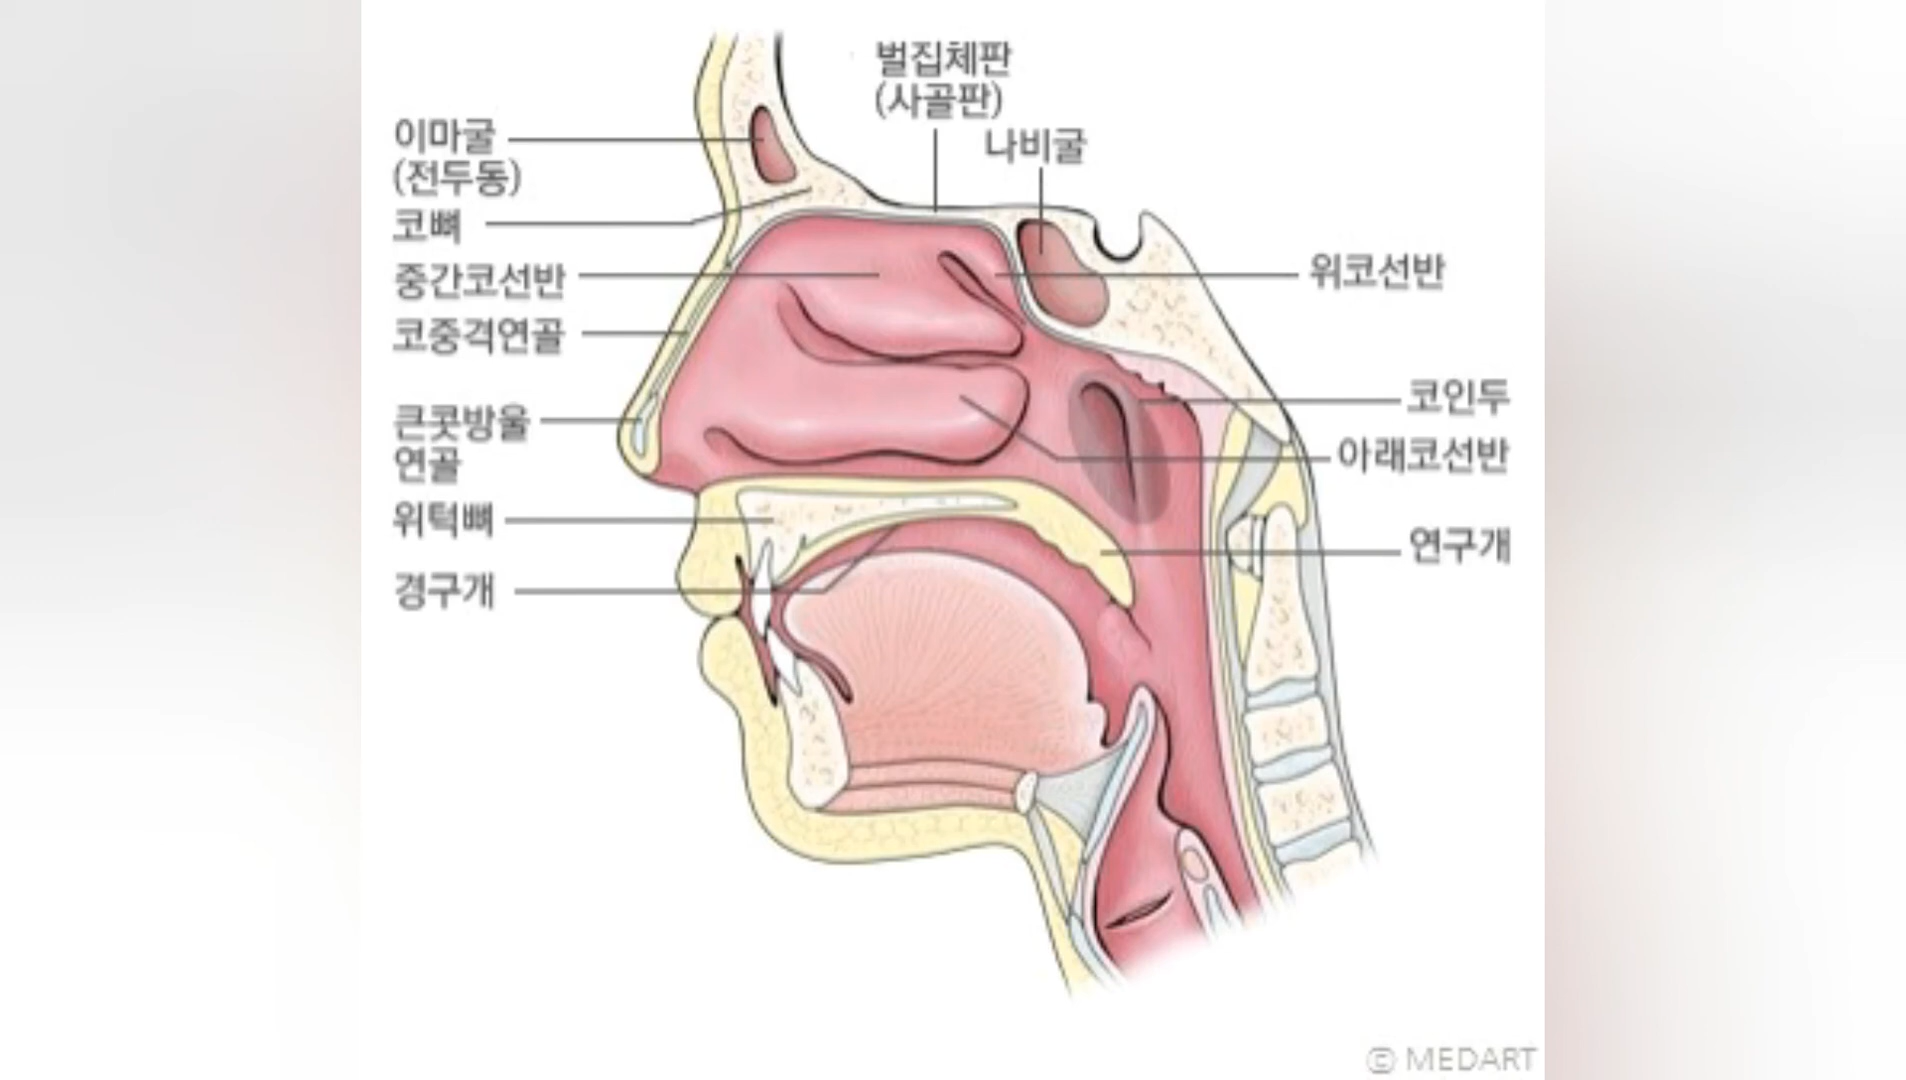 벌집체판
(사골판)
나비굴
이마굴
(전두동)
코뼈
중간코선반
위코선반
코중격연골
코인두
큰콧방울
연골
아래코선반
위턱뼈
연구개
경구개
© MEDART